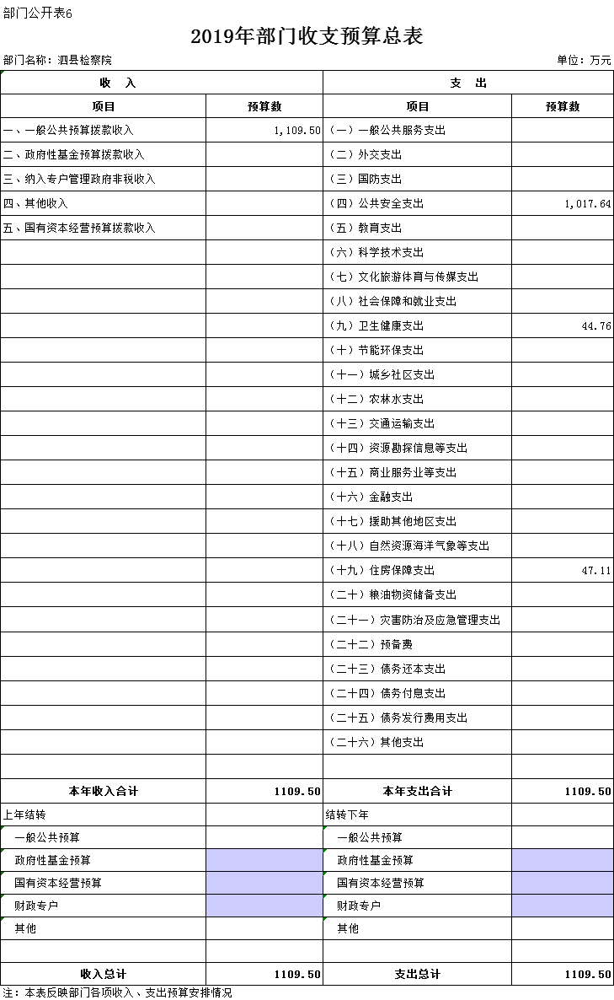 部门公开表6
2019年部门收支预算总表
部门名称：泗县检察院 单位：万元
收 入 支 出
项目 预算数 项目 预算数
一、一般公共预算拨款收入 1,109.50 （一）一般公共服务支出
二、政府性基金预算拨款收入 （二）外交支出
三、纳入专户管理政府非税收入 （三）国防支出
四、其他收入 （四）公共安全支出 1,017.64
五、国有资本经营预算拨款收入 （五）教育支出
（六）科学技术支出
（七）文化旅游体育与传媒支出
（八）社会保障和就业支出
（九）卫生健康支出 44.76
（十）节能环保支出
（十一）城乡社区支出
（十二）农林水支出
（十三）交通运输支出
（十四）资源勘探信息等支出
（十五）商业服务业等支出
（十六）金融支出
（十七）援助其他地区支出
（十八）自然资源海洋气象等支出
（十九）住房保障支出 47.11
（二十）粮油物资储备支出
（二十一）灾害防治及应急管理支出
（二十二）预备费
（二十三）债务还本支出
（二十四）债务付息支出
（二十五）债务发行费用支出
（二十六）其他支出
本年收入合计 1109.50 本年支出合计 1109.50
上年结转 结转下年
一般公共预算 一般公共预算
政府性基金预算 政府性基金预算
国有资本经营预算 国有资本经营预算
财政专户 财政专户
其他 其他
收入总计 1109.50 支出总计 1109.50
注：本表反映部门各项收入、支出预算安排情况